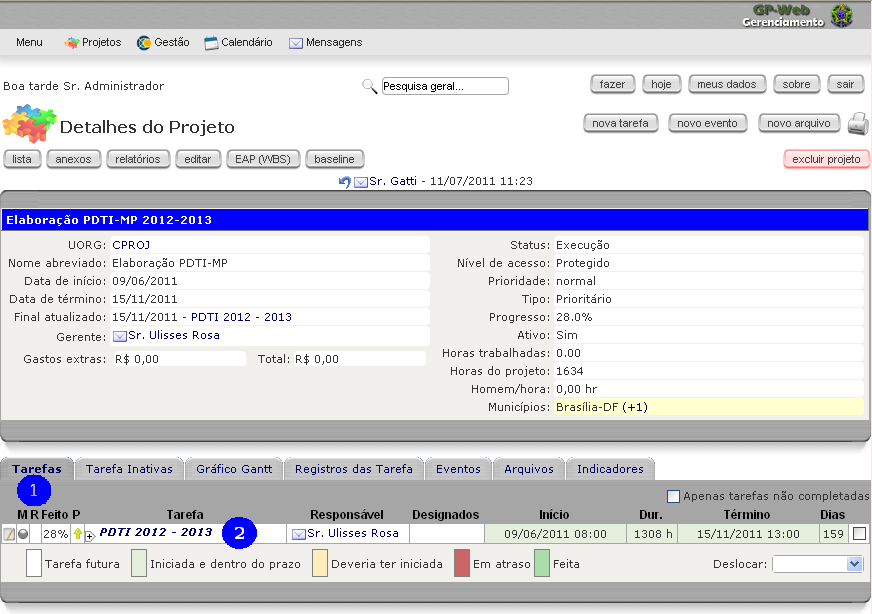 GP-Web
Gerenciamento
Menu Projetos Gestão Calendário Mensagens
Boa tarde Sr. Administrador Pesquisa geral... fazer hoje meus dados sobre sair
Detalhes do Projeto nova tarefa novo evento novo arquivo
lista anexos relatórios editar EAP (WBS) baseline excluir projeto
Sr. Gatti - 11/07/2011 11:23
Elaboração PDTI-MP 2012-2013
UORG: CPROJ
Nome abreviado: Elaboração PDTI-MP
Data de início: 09/06/2011
Data de término: 15/11/2011
Final atualizado: 15/11/2011 - PDTI 2012 - 2013
Gerente: Sr. Ulisses Rosa
Gastos extras: R$ 0,00 Total: R$ 0,00
Status: Execução
Nível de acesso: Protegido
Prioridade: normal
Tipo: Prioritário
Progresso: 28.0%
Ativo: Sim
Horas trabalhadas: 0.00
Horas do projeto: 1634
Homem/hora: 0,00 hr
Municípios: Brasília-DF (+1)
Tarefas Tarefa Inativas Gráfico Gantt Registros das Tarefa Eventos Arquivos Indicadores
1
Apenas tarefas não completadas
M R Feito P Tarefa Responsável Designados Início Dur. Término Dias
28% PDTI 2012 - 2013 2 Sr. Ulisses Rosa 09/06/2011 08:00 1308 h 15/11/2011 13:00 159
Tarefa futura Iniciada e dentro do prazo Deveria ter iniciada Em atraso Feita Deslocar: